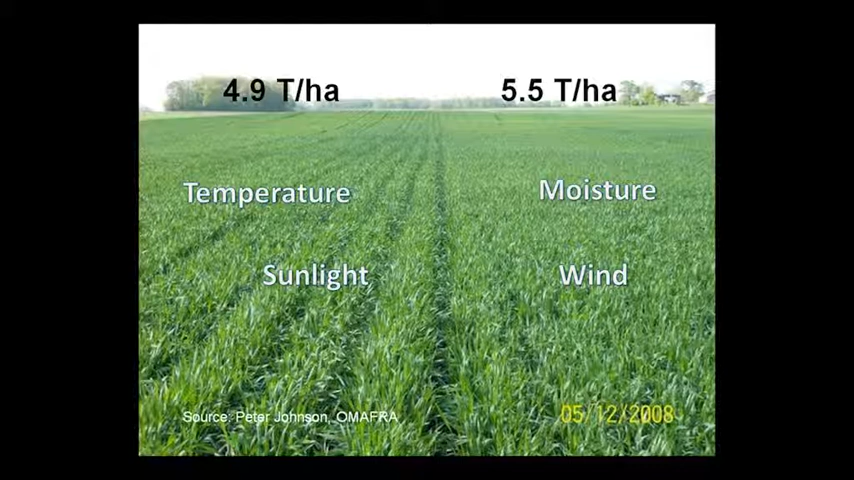 4.9 T/ha 5.5 T/ha
Temperature Moisture
Sunlight Wind
Source: Peter Johnson, OMAFRA 05/12/2008